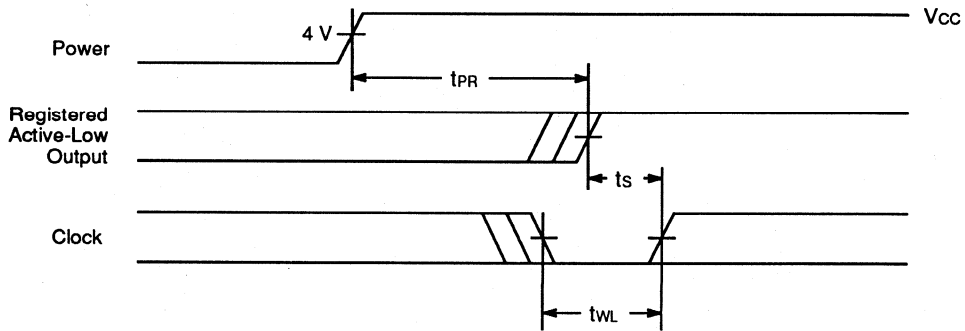 VCC
4 V
Power
tPR
Registered
Active-Low
Output
tS
Clock
tWL